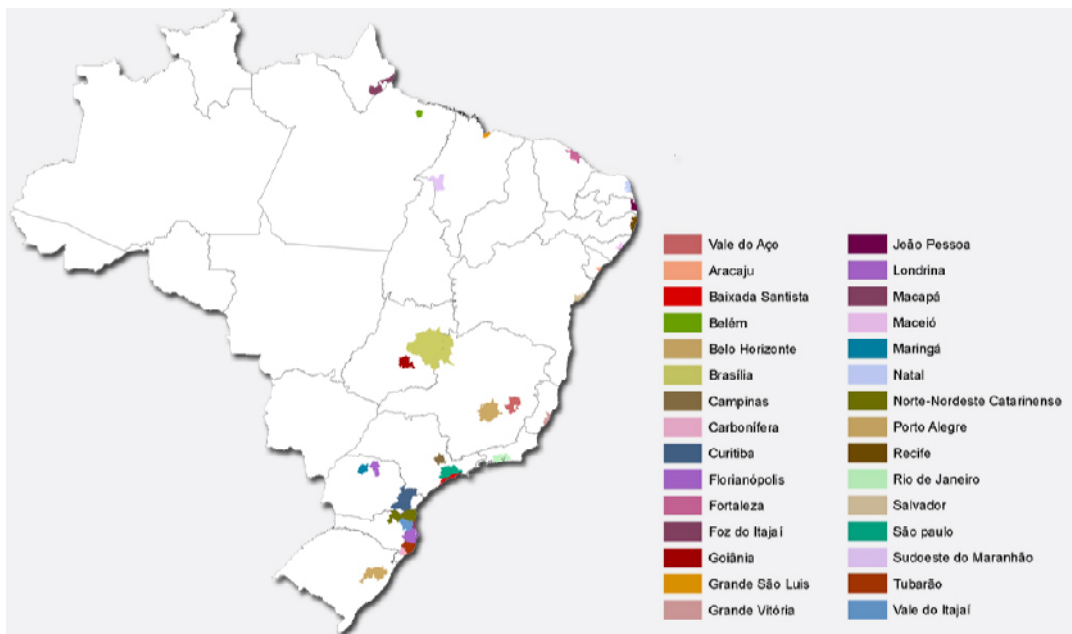 Vale do Aço
Aracaju
Baixada Santista
Belém
Belo Horizonte
Brasília
Campinas
Carbonífera
Curitiba
Florianópolis
Fortaleza
Foz do Itajaí
Goiânia
Grande São Luis
Grande Vitória
João Pessoa
Londrina
Macapá
Maceió
Maringá
Natal
Norte-Nordeste Catarinense
Porto Alegre
Recife
Rio de Janeiro
Salvador
São paulo
Sudoeste do Maranhão
Tubarão
Vale do Itajaí